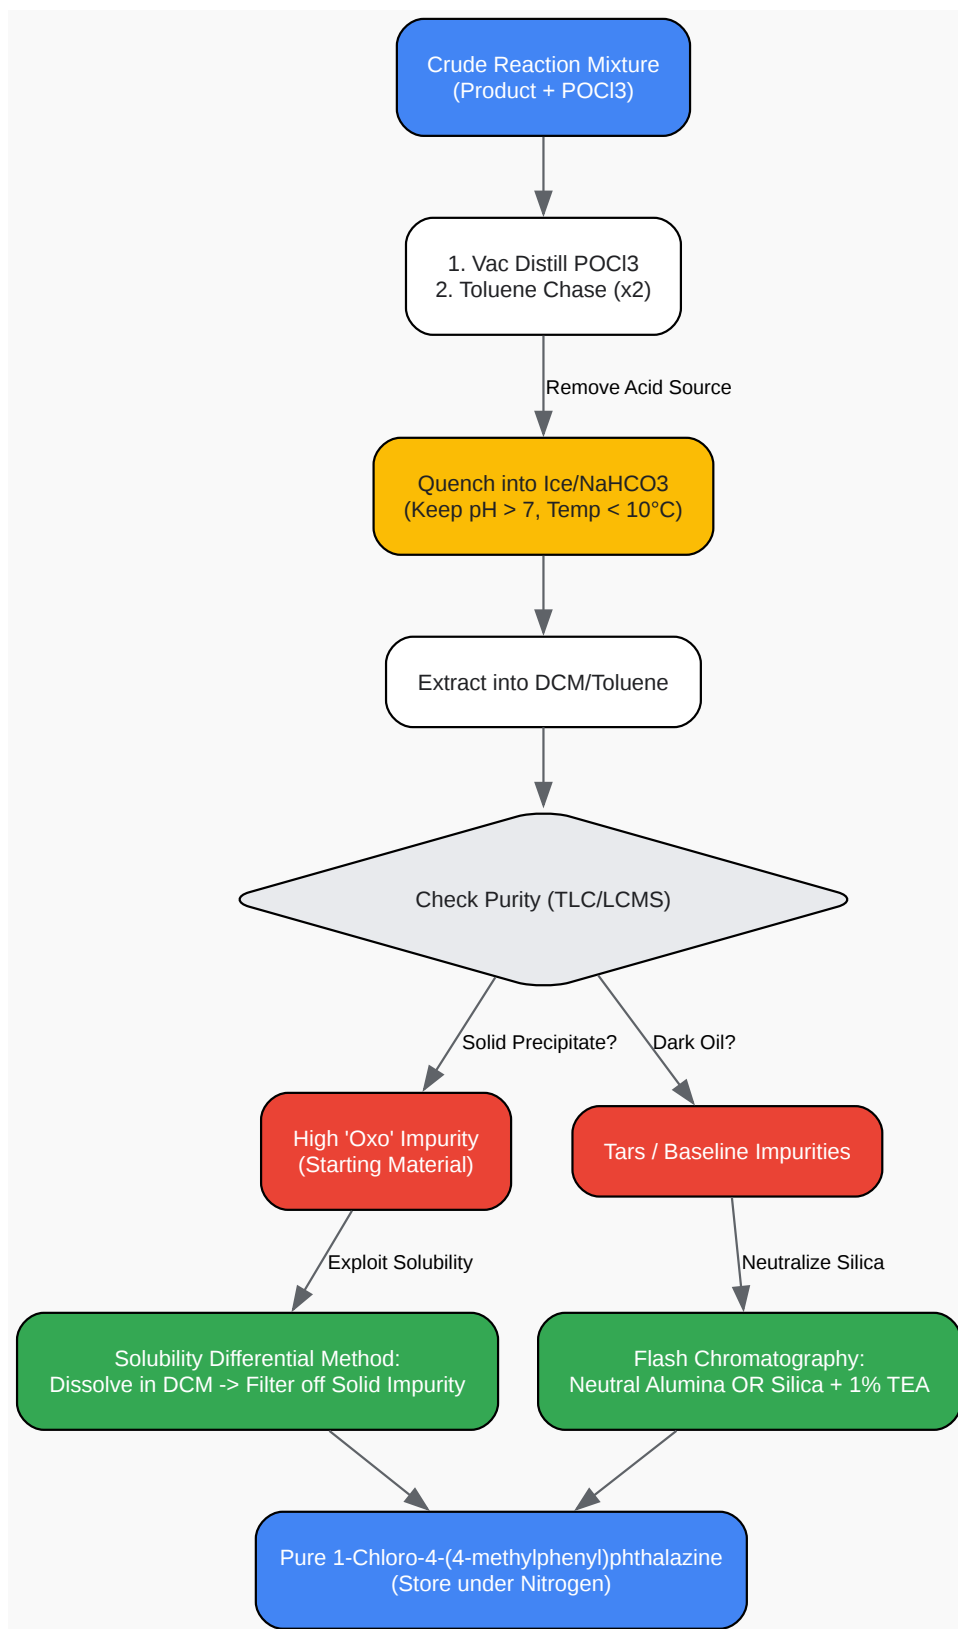 Crude Reaction Mixture
(Product + POCl3)
1. Vac Distill POCl3
2. Toluene Chase (x2)
Remove Acid Source
Quench into Ice/NaHCO3
(Keep pH > 7, Temp < 10°C)
Extract into DCM/Toluene
Check Purity (TLC/LCMS)
Solid Precipitate?
Dark Oil?
High 'Oxo' Impurity
(Starting Material)
Tars / Baseline Impurities
Exploit Solubility
Neutralize Silica
Solubility Differential Method:
Dissolve in DCM -> Filter off Solid Impurity
Flash Chromatography:
Neutral Alumina OR Silica + 1% TEA
Pure 1-Chloro-4-(4-methylphenyl)phthalazine
(Store under Nitrogen)